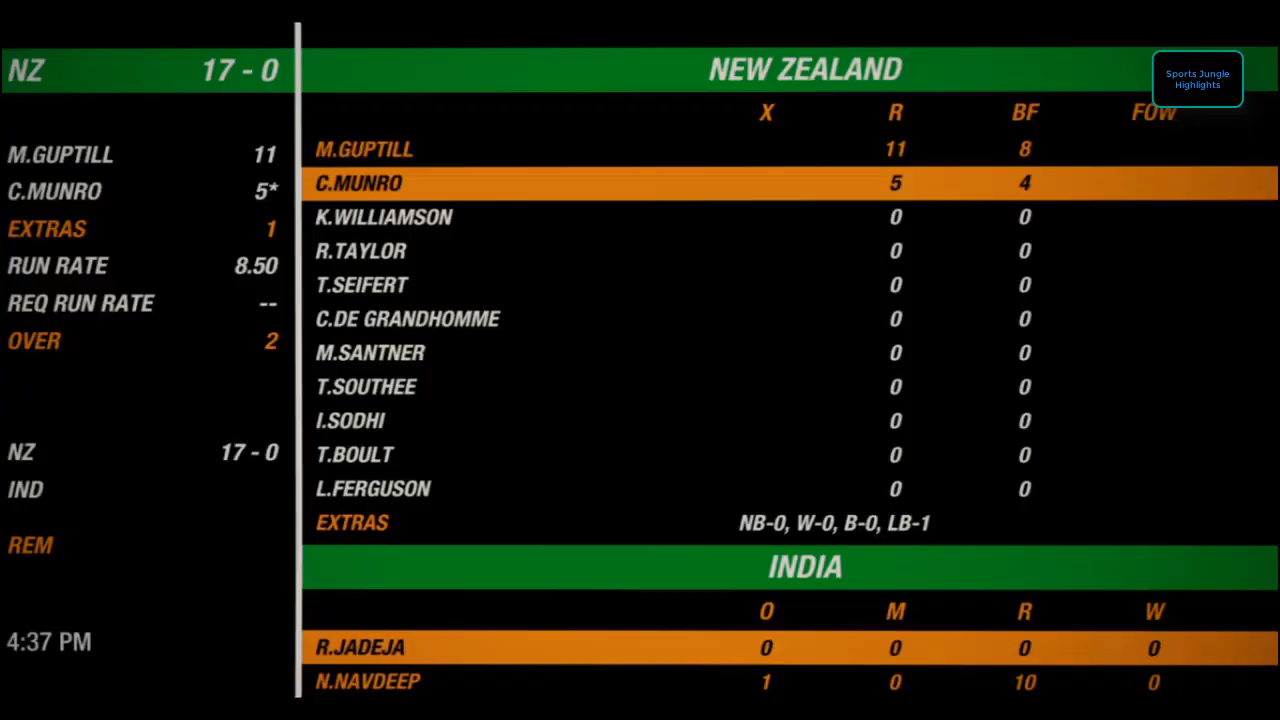 NZ 17 - 0
M.GUPTILL 11
C.MUNRO 5*
EXTRAS 1
RUN RATE 8.50
REQ RUN RATE --
OVER 2
NZ 17 - 0
IND
REM
4:37 PM
NEW ZEALAND
Sports Jungle
Highlights
X R BF FOW
M.GUPTILL 11 8
C.MUNRO 5 4
K.WILLIAMSON 0 0
R.TAYLOR 0 0
T.SEIFERT 0 0
C.DE GRANDHOMME 0 0
M.SANTNER 0 0
T.SOUTHEE 0 0
I.SODHI 0 0
T.BOULT 0 0
L.FERGUSON 0 0
EXTRAS NB-0, W-0, B-0, LB-1
INDIA
O M R W
R.JADEJA 0 0 0 0
N.NAVDEEP 1 0 10 0